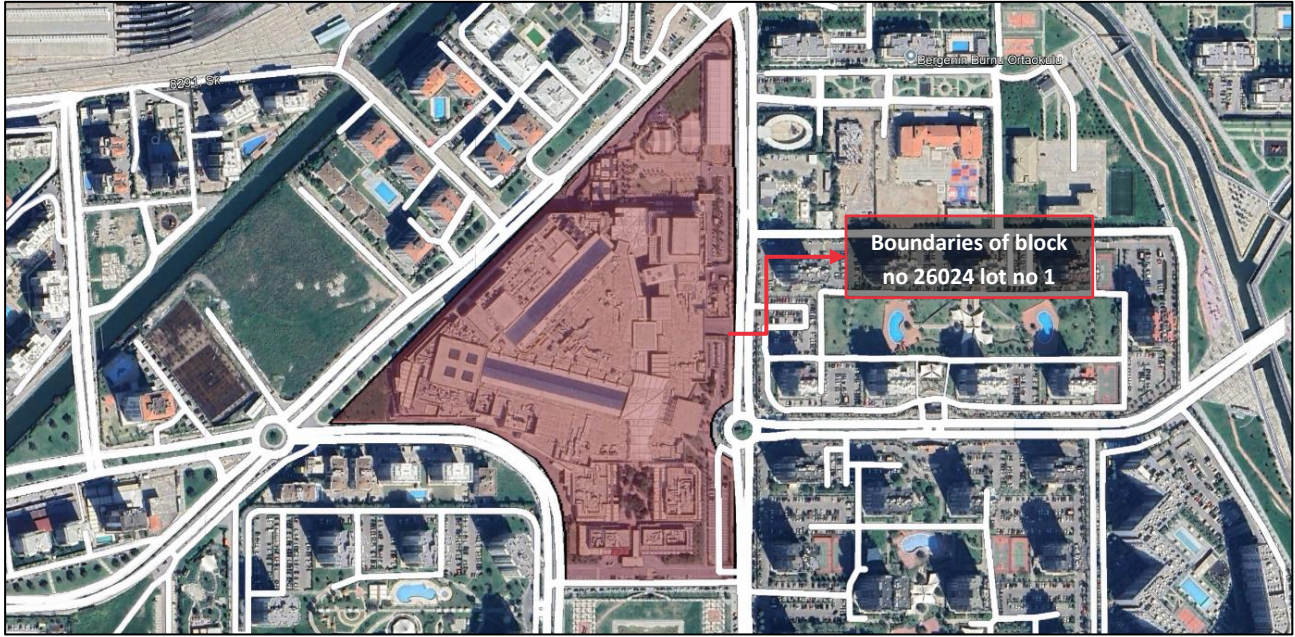 8291. Sk
Bergenin Burnu Ortaokulu
Boundaries of block
no 26024 lot no 1